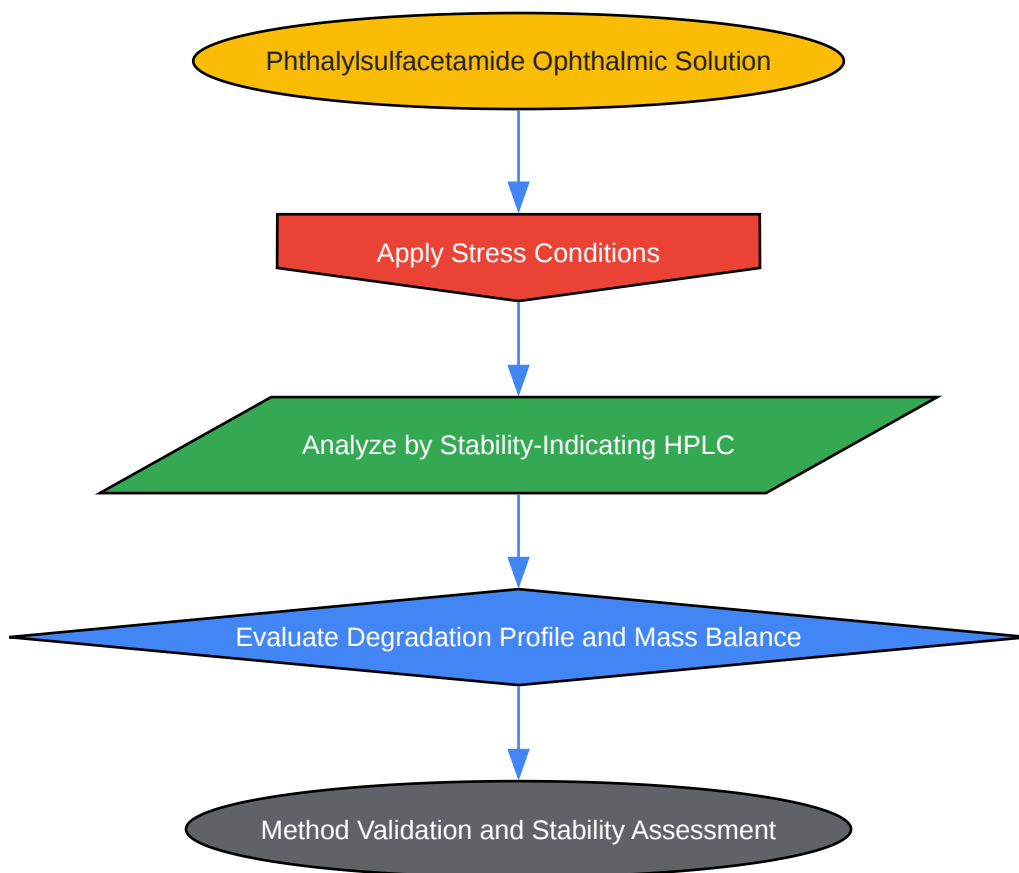 Phthalylsulfacetamide Ophthalmic Solution
Apply Stress Conditions
Analyze by Stability-Indicating HPLC
Evaluate Degradation Profile and Mass Balance
Method Validation and Stability Assessment